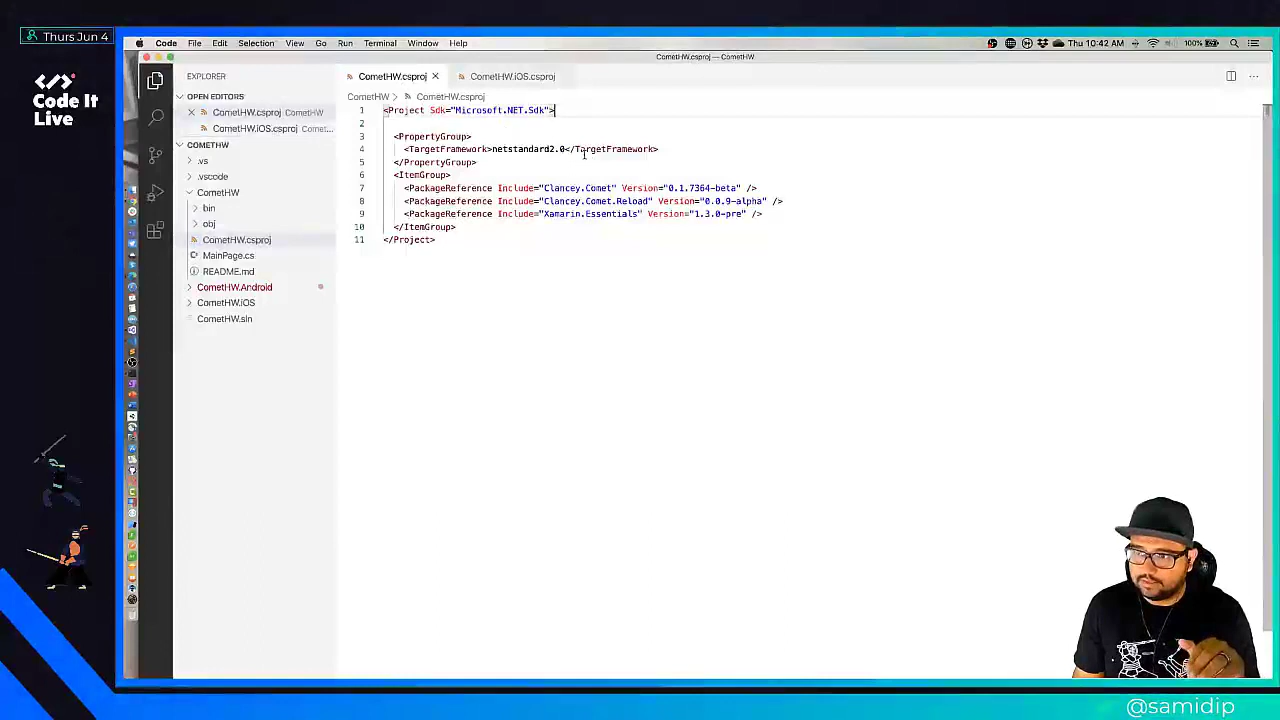 Thurs Jun 4
Code It
Live
Code File Edit Selection View Go Run Terminal Window Help
100% Thu 10:42 AM
CometHW.csproj — CometHW
EXPLORER
CometHW.csproj
CometHW.iOS.csproj
OPEN EDITORS
CometHW > CometHW.csproj
CometHW.csproj CometHW
CometHW.iOS.csproj Comet...
COMETHW
.vs
.vscode
CometHW
bin
obj
CometHW.csproj
MainPage.cs
README.md
CometHW.Android
CometHW.iOS
CometHW.sln
1 <Project Sdk="Microsoft.NET.Sdk">
2
3 <PropertyGroup>
4 <TargetFramework>netstandard2.0</TargetFramework>
5 </PropertyGroup>
6 <ItemGroup>
7 <PackageReference Include="Clancey.Comet" Version="0.1.7364-beta" />
8 <PackageReference Include="Clancey.Comet.Reload" Version="0.0.9-alpha" />
9 <PackageReference Include="Xamarin.Essentials" Version="1.3.0-pre" />
10 </ItemGroup>
11 </Project>
@samidip